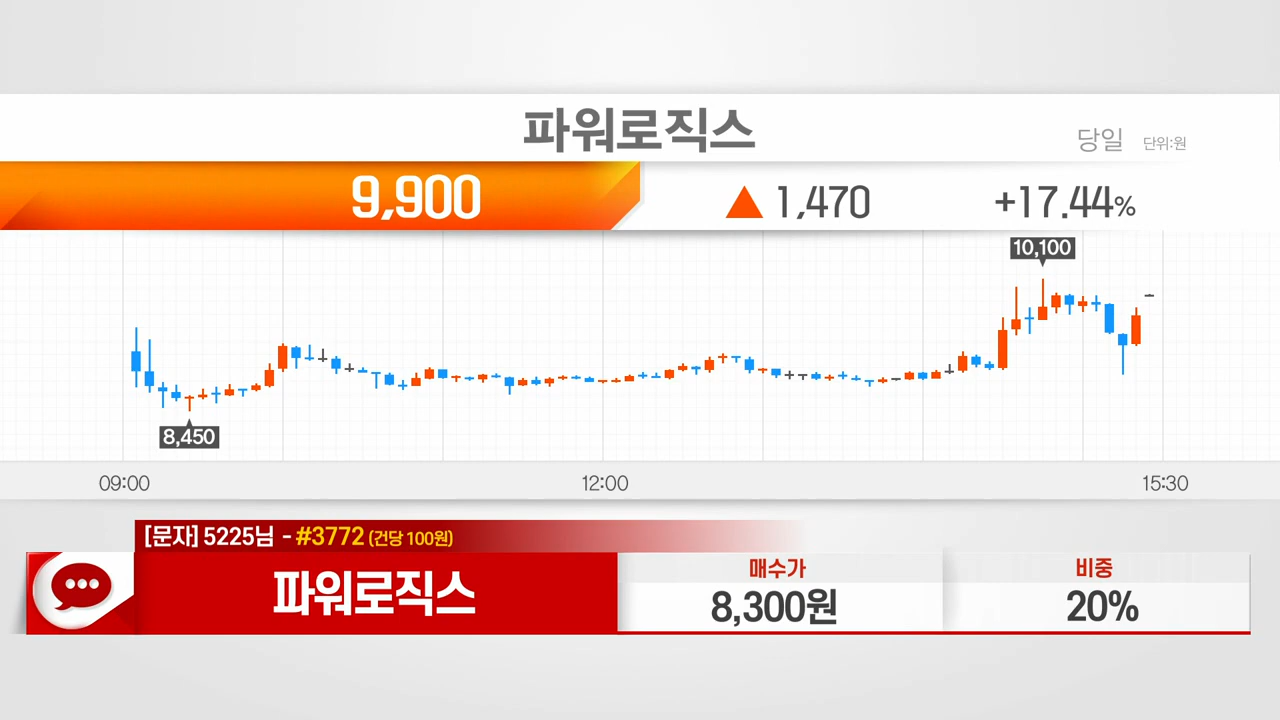 파워로직스
당일 단위:원
9,900 ▲ 1,470 +17.44%
10,100
8,450
09:00 12:00 15:30
[문자] 5225님 - #3772 (건당 100원)
파워로직스
매수가
8,300원
비중
20%